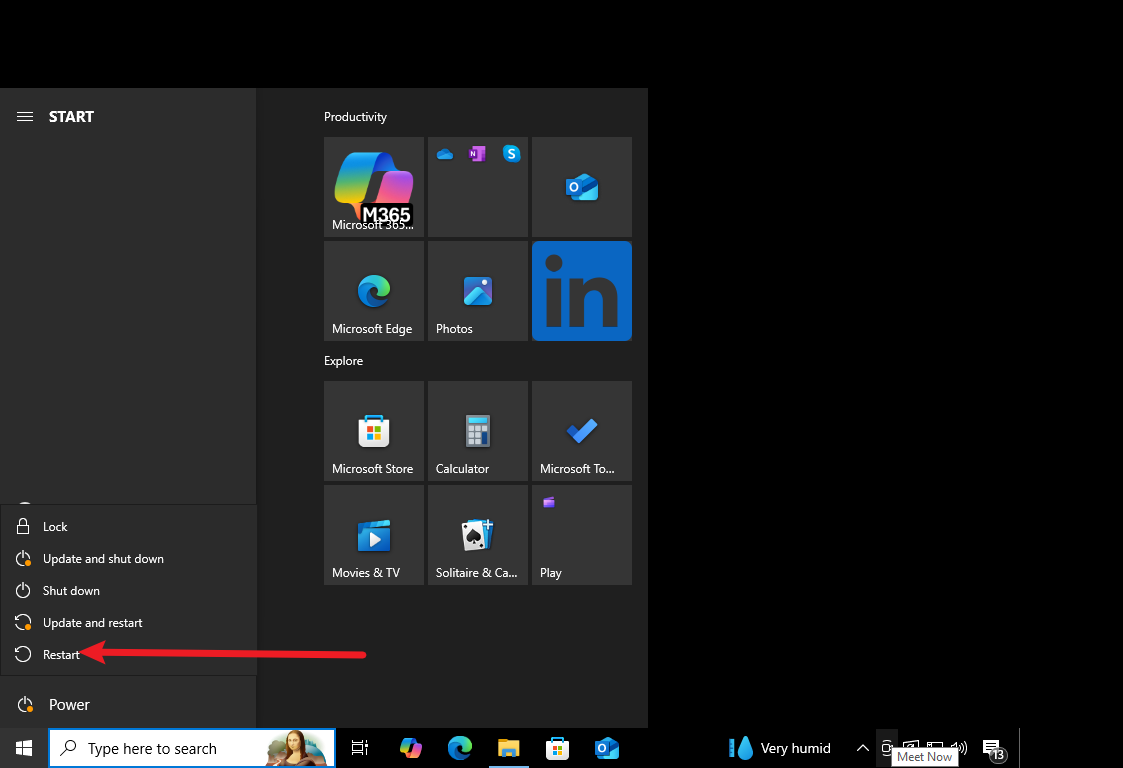 START
Productivity
M365
Microsoft 365...
N
S
O
Microsoft Edge
Photos
in
Explore
Microsoft Store
Calculator
Microsoft To...
Movies & TV
Solitaire & Ca...
Play
Lock
Update and shut down
Shut down
Update and restart
Restart
Power
Type here to search
O
Very humid
13
Meet Now